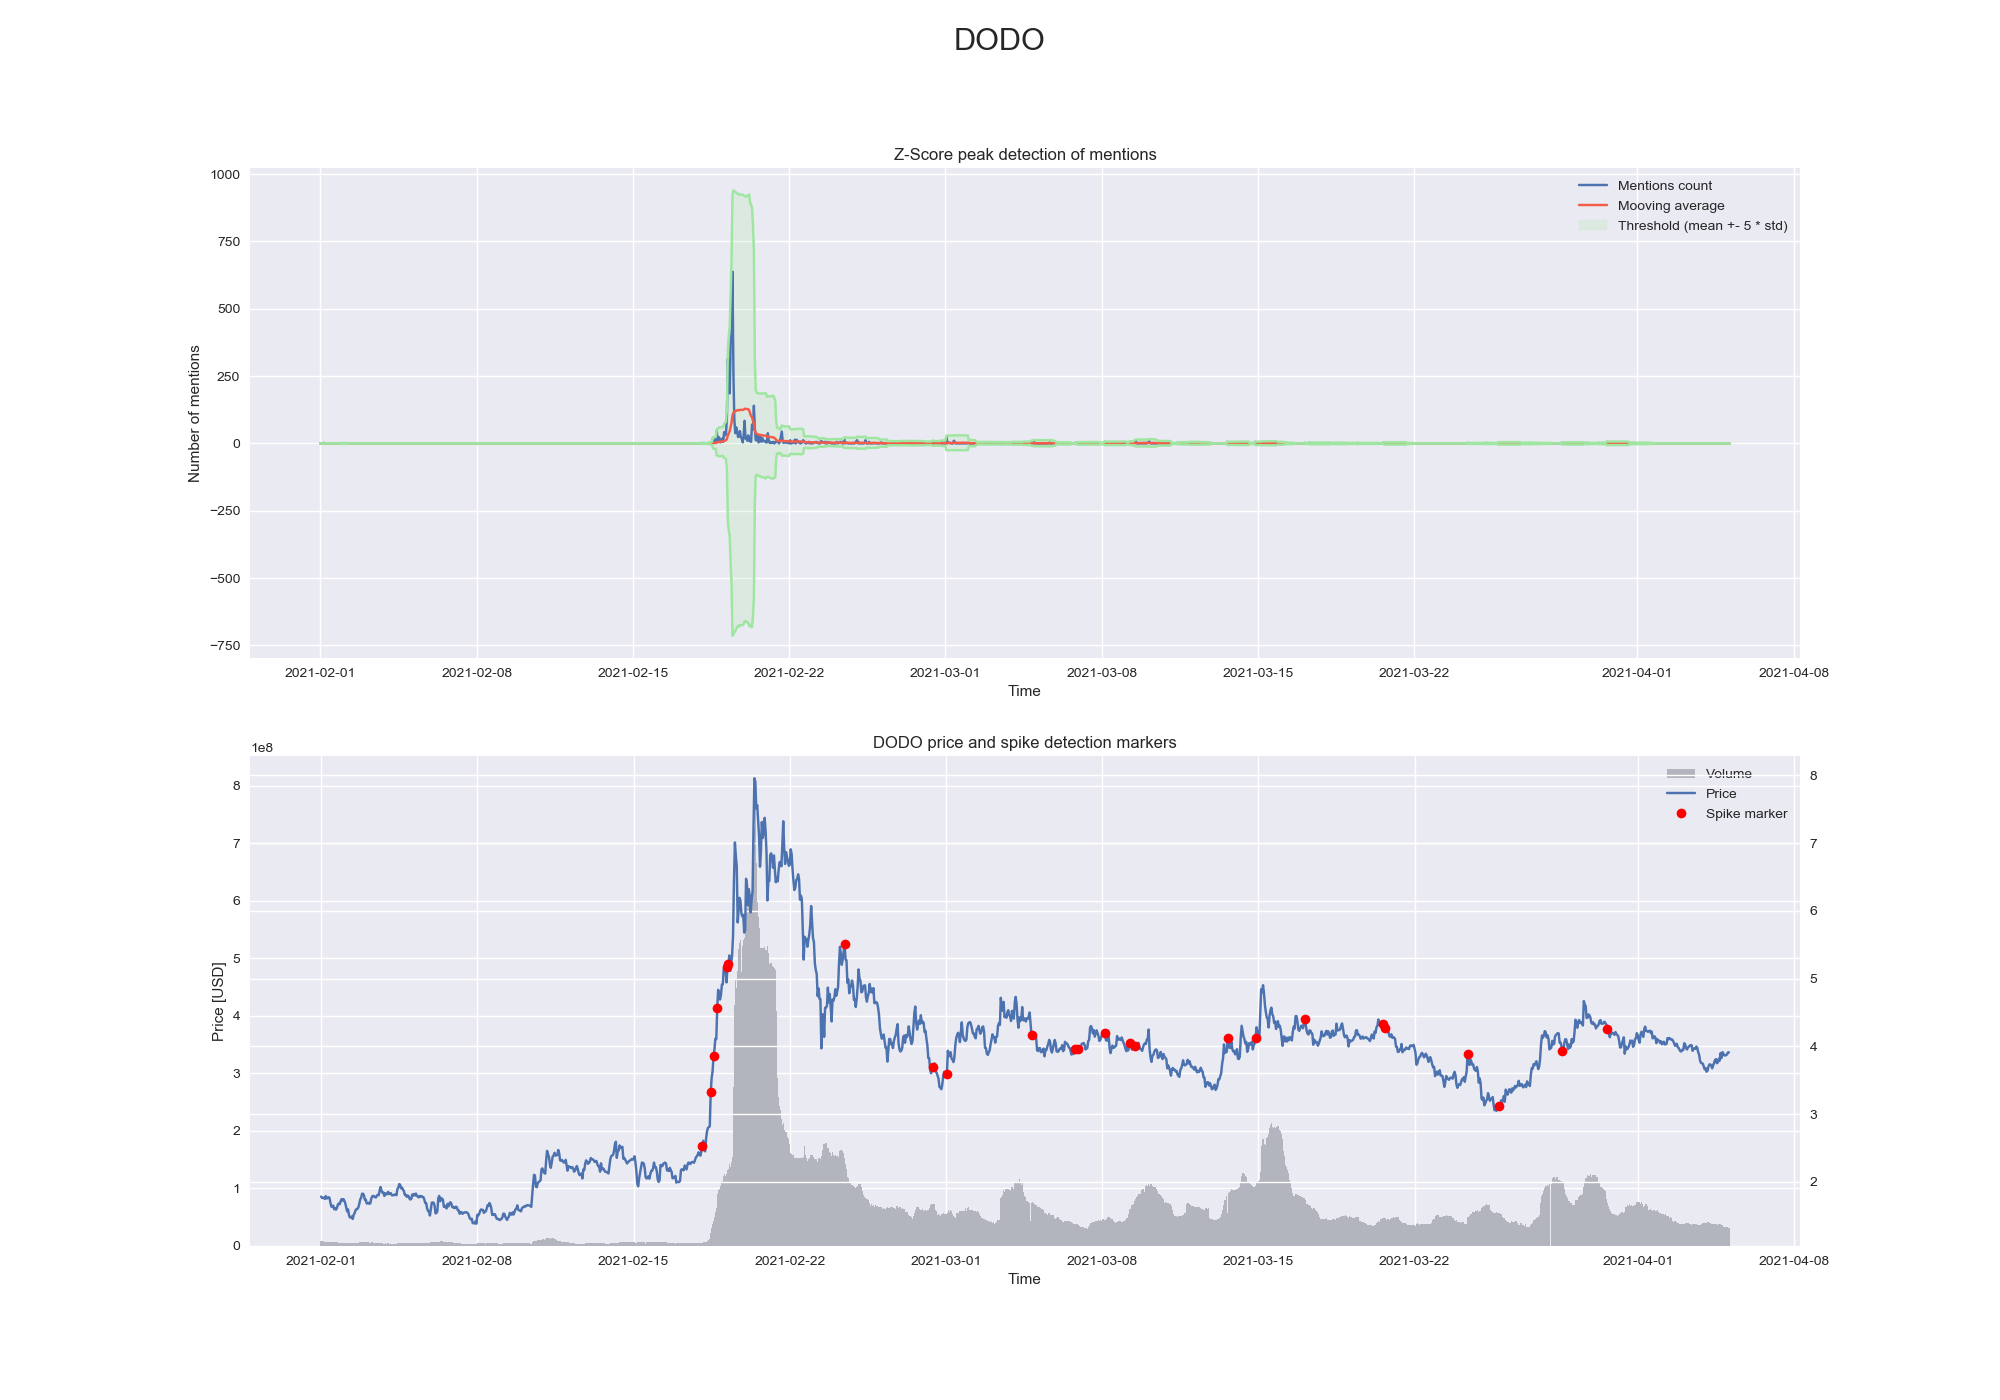 DODO
Z-Score peak detection of mentions
1000
750
500
250
0
−250
−500
−750
Number of mentions
Mentions count
Mooving average
Threshold (mean +- 5 * std)
2021-02-01 2021-02-08 2021-02-15 2021-02-22 2021-03-01 2021-03-08 2021-03-15 2021-03-22 2021-04-01 2021-04-08
Time
DODO price and spike detection markers
1e8
8
7
6
5
4
3
2
1
0
Price [USD]
Volume
Price
Spike marker
8
7
6
5
4
3
2
2021-02-01 2021-02-08 2021-02-15 2021-02-22 2021-03-01 2021-03-08 2021-03-15 2021-03-22 2021-04-01 2021-04-08
Time